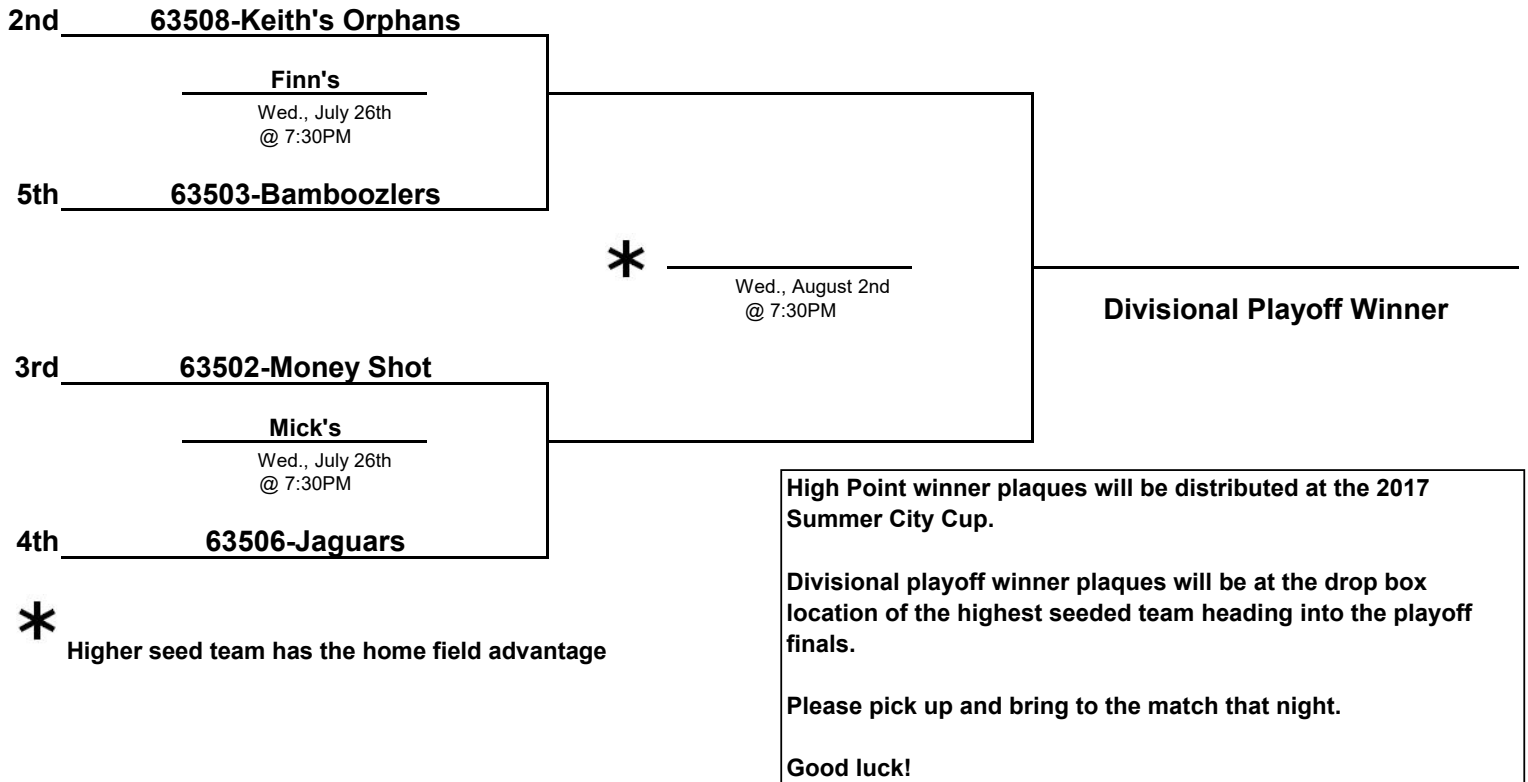 2nd 63508-Keith's Orphans
Finn's
Wed., July 26th
@ 7:30PM
5th 63503-Bamboozlers
*
Wed., August 2nd
@ 7:30PM
Divisional Playoff Winner
3rd 63502-Money Shot
Mick's
Wed., July 26th
@ 7:30PM
4th 63506-Jaguars
* Higher seed team has the home field advantage
High Point winner plaques will be distributed at the 2017
Summer City Cup.
Divisional playoff winner plaques will be at the drop box
location of the highest seeded team heading into the playoff
finals.
Please pick up and bring to the match that night.
Good luck!